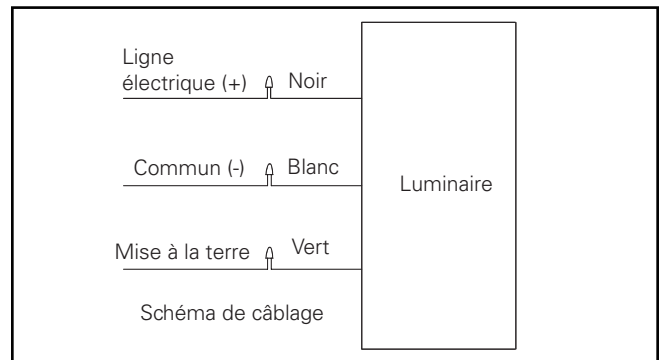 Ligne
électrique (+) Noir
Commun (-) Blanc
Luminaire
Mise à la terre Vert
Schéma de câblage